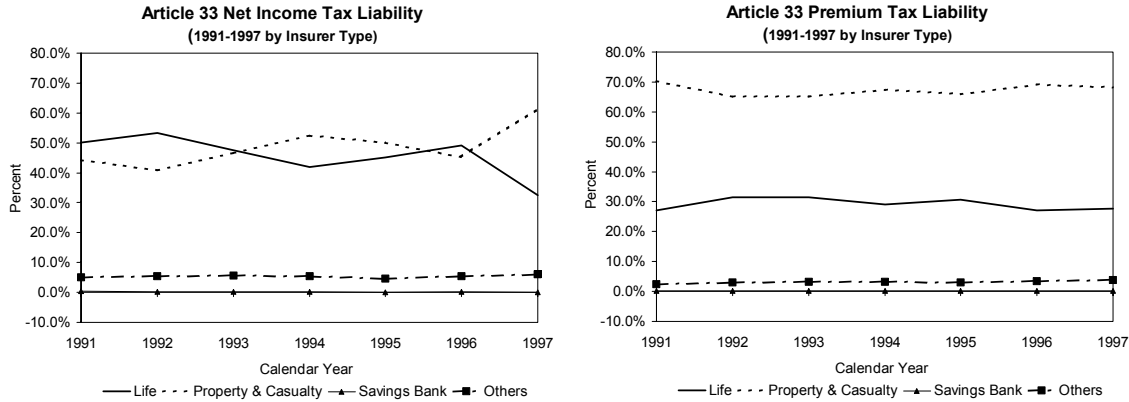 Article 33 Net Income Tax Liability
(1991-1997 by Insurer Type)
80.0%
70.0%
60.0%
50.0%
40.0%
30.0%
20.0%
10.0%
0.0%
-10.0%
Percent
1991 1992 1993 1994 1995 1996 1997
Calendar Year
Life Property & Casualty Savings Bank Others
Article 33 Premium Tax Liability
(1991-1997 by Insurer Type)
80.0%
70.0%
60.0%
50.0%
40.0%
30.0%
20.0%
10.0%
0.0%
-10.0%
Percent
1991 1992 1993 1994 1995 1996 1997
Calendar Year
Life Property & Casualty Savings Bank Others